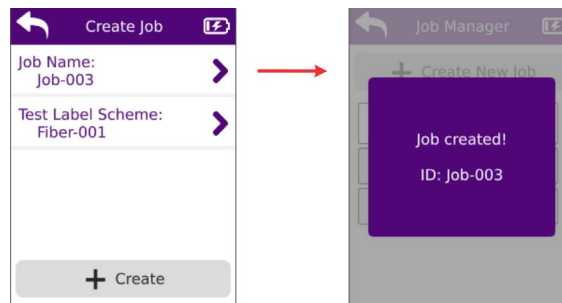 Create Job
Job Name:
Job-003
Test Label Scheme:
Fiber-001
+ Create
Job Manager
+ Create New Job
Job created!
ID: Job-003